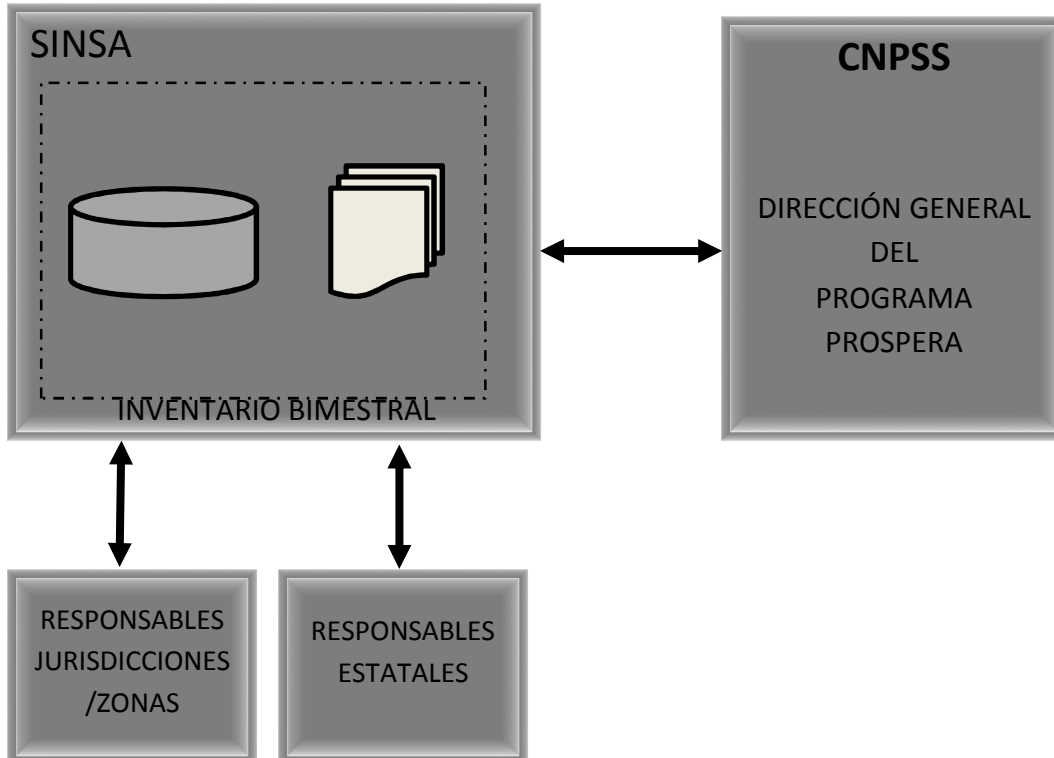 SINSA
INVENTARIO BIMESTRAL
CNPSS
DIRECCIÓN GENERAL
DEL
PROGRAMA
PROSPERA
RESPONSABLES
JURISDICCIONES
/ZONAS
RESPONSABLES
ESTATALES